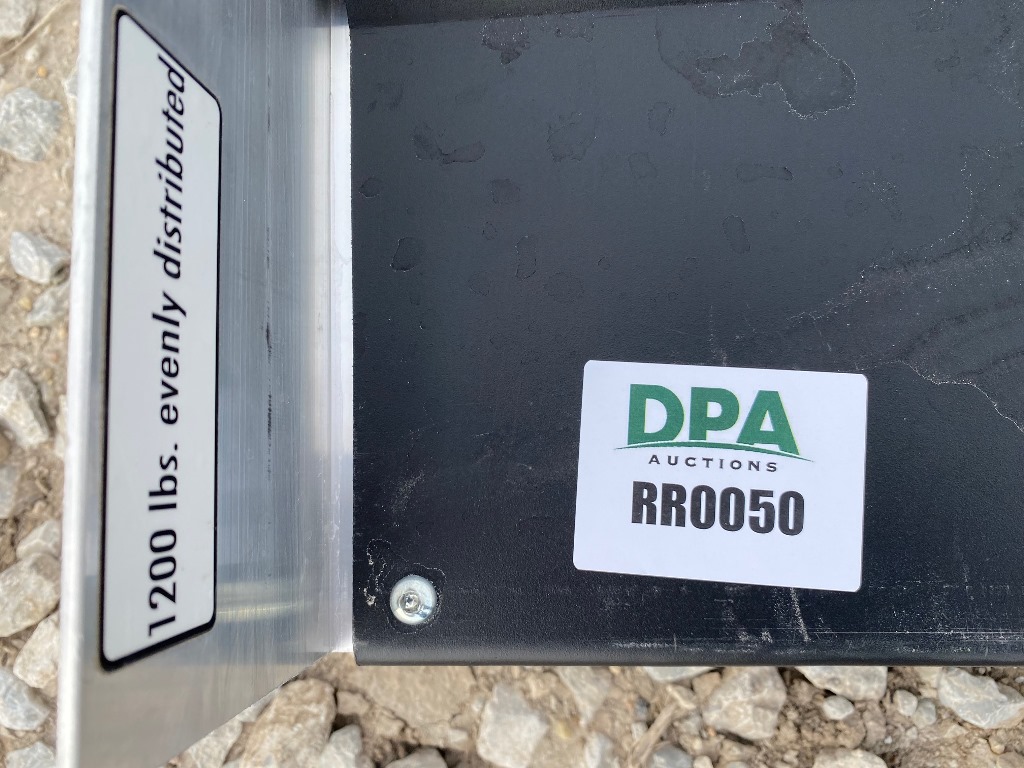 1200 lbs. evenly distributed
DPA
AUCTIONS
RR0050